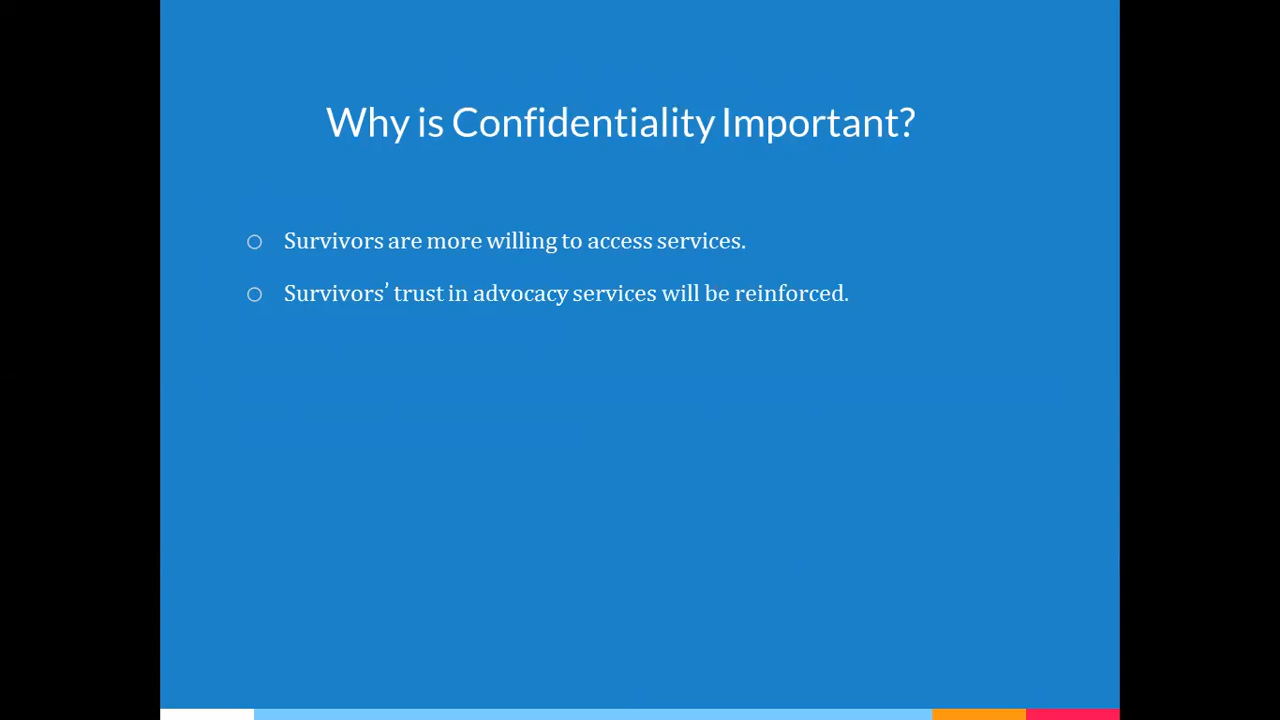 Why is Confidentiality Important?
Survivors are more willing to access services.
Survivors’ trust in advocacy services will be reinforced.